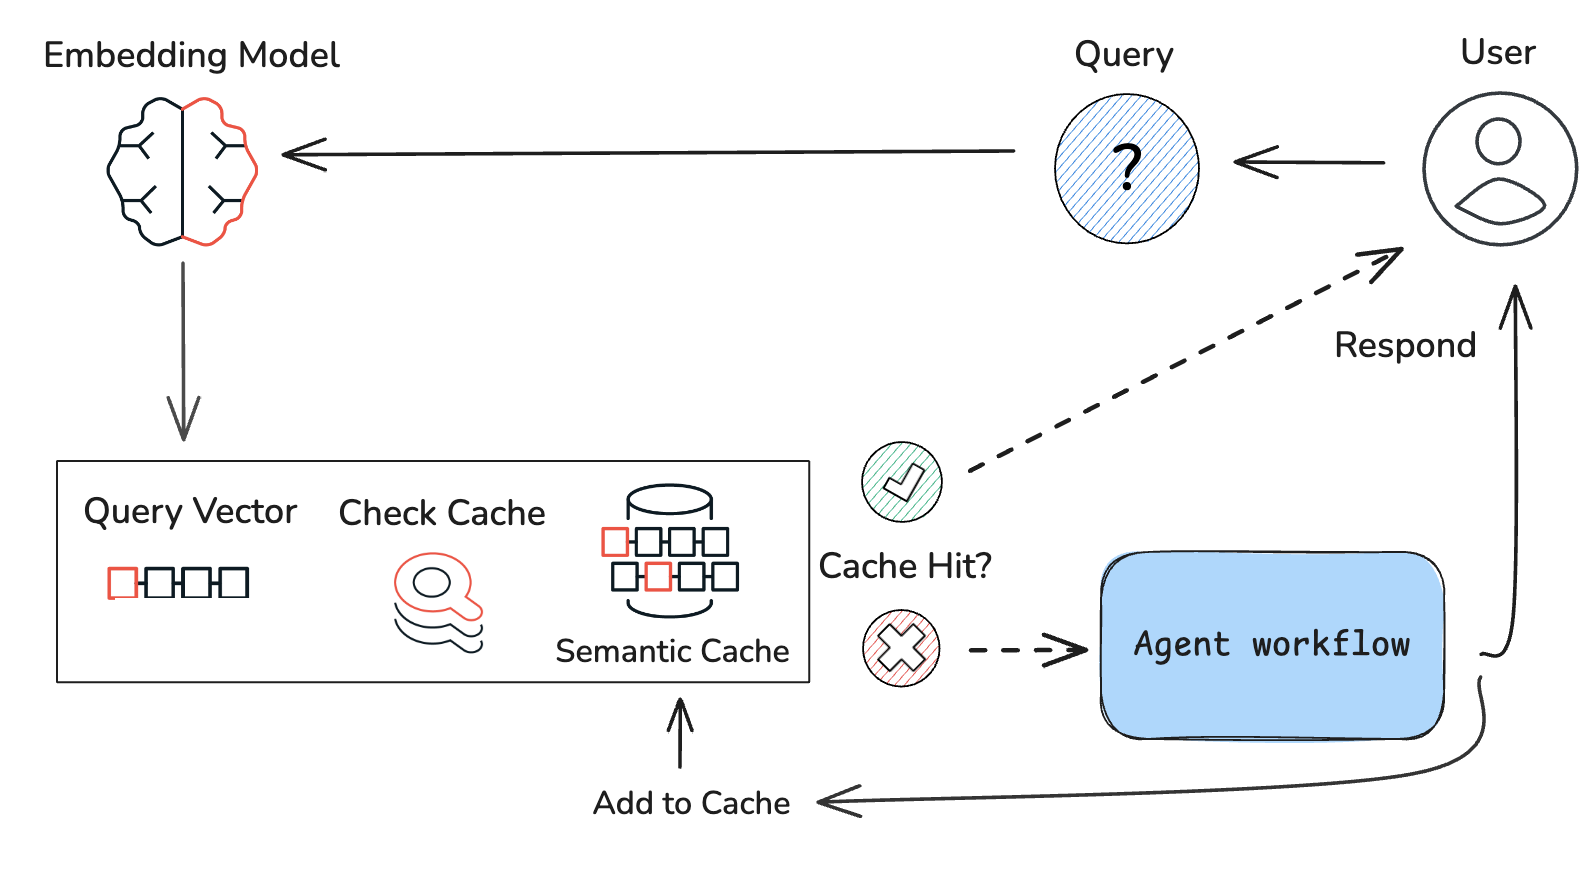 Embedding Model
Query
User
?
Respond
Query Vector
Check Cache
Semantic Cache
Cache Hit?
Agent workflow
Add to Cache